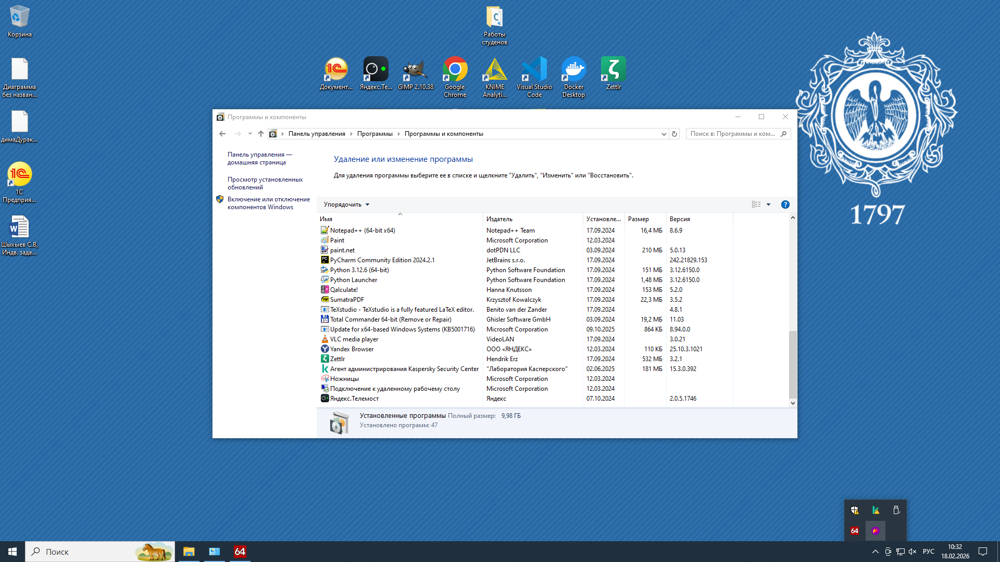 Корзина
Диаграмма
без назван...
димаДурак...
1С
Предприя...
Шыхыев С.В,
Индв. зада...
Работы
студенов
Документ...
Яндекс.Те...
GIMP 2.10.38
Google
Chrome
KNIME
Analyti...
Visual Studio
Code
Docker
Desktop
Zettlr
1797
Программы и компоненты
Панель управления
Программы
Программы и компоненты
Поиск в: Программы и ком...
Панель управления —
домашняя страница
Просмотр установленных
обновлений
Включение или отключение
компонентов Windows
Удаление или изменение программы
Для удаления программы выберите ее в списке и щелкните "Удалить", "Изменить" или "Восстановить".
Упорядочить
Имя Издатель Установле... Размер Версия
Notepad++ (64-bit x64) Notepad++ Team 17.09.2024 16,4 МБ 8.6.9
Paint Microsoft Corporation 12.03.2024
paint.net dotPDN LLC 03.09.2024 210 МБ 5.0.13
PyCharm Community Edition 2024.2.1 JetBrains s.r.o. 17.09.2024 242.21829.153
Python 3.12.6 (64-bit) Python Software Foundation 17.09.2024 151 МБ 3.12.6150.0
Python Launcher Python Software Foundation 17.09.2024 1,48 МБ 3.12.6150.0
Qalculate! Hanna Knutsson 17.09.2024 153 МБ 5.2.0
SumatraPDF Krzysztof Kowalczyk 17.09.2024 22,3 МБ 3.5.2
TeXstudio - TeXstudio is a fully featured LaTeX editor. Benito van der Zander 17.09.2024 4.8.1
Total Commander 64-bit (Remove or Repair) Ghisler Software GmbH 03.09.2024 19,2 МБ 11.03
Update for x64-based Windows Systems (KB5001716) Microsoft Corporation 09.10.2025 864 КБ 8.94.0.0
VLC media player VideoLAN 17.09.2024 3.0.21
Yandex Browser ООО «ЯНДЕКС» 12.03.2024 110 КБ 25.10.3.1021
Zettlr Hendrik Erz 17.09.2024 532 МБ 3.2.1
Агент администрирования Kaspersky Security Center "Лаборатория Касперского" 02.06.2025 181 МБ 15.3.0.392
Ножницы Microsoft Corporation 12.03.2024
Подключение к удаленному рабочему столу Microsoft Corporation 12.03.2024
Яндекс.Телемост Яндекс 07.10.2024 2.0.5.1746
Установленные программы Полный размер: 9,98 ГБ
Установлено программ: 47
64
Поиск
64
РУС
10:32
18.02.2026